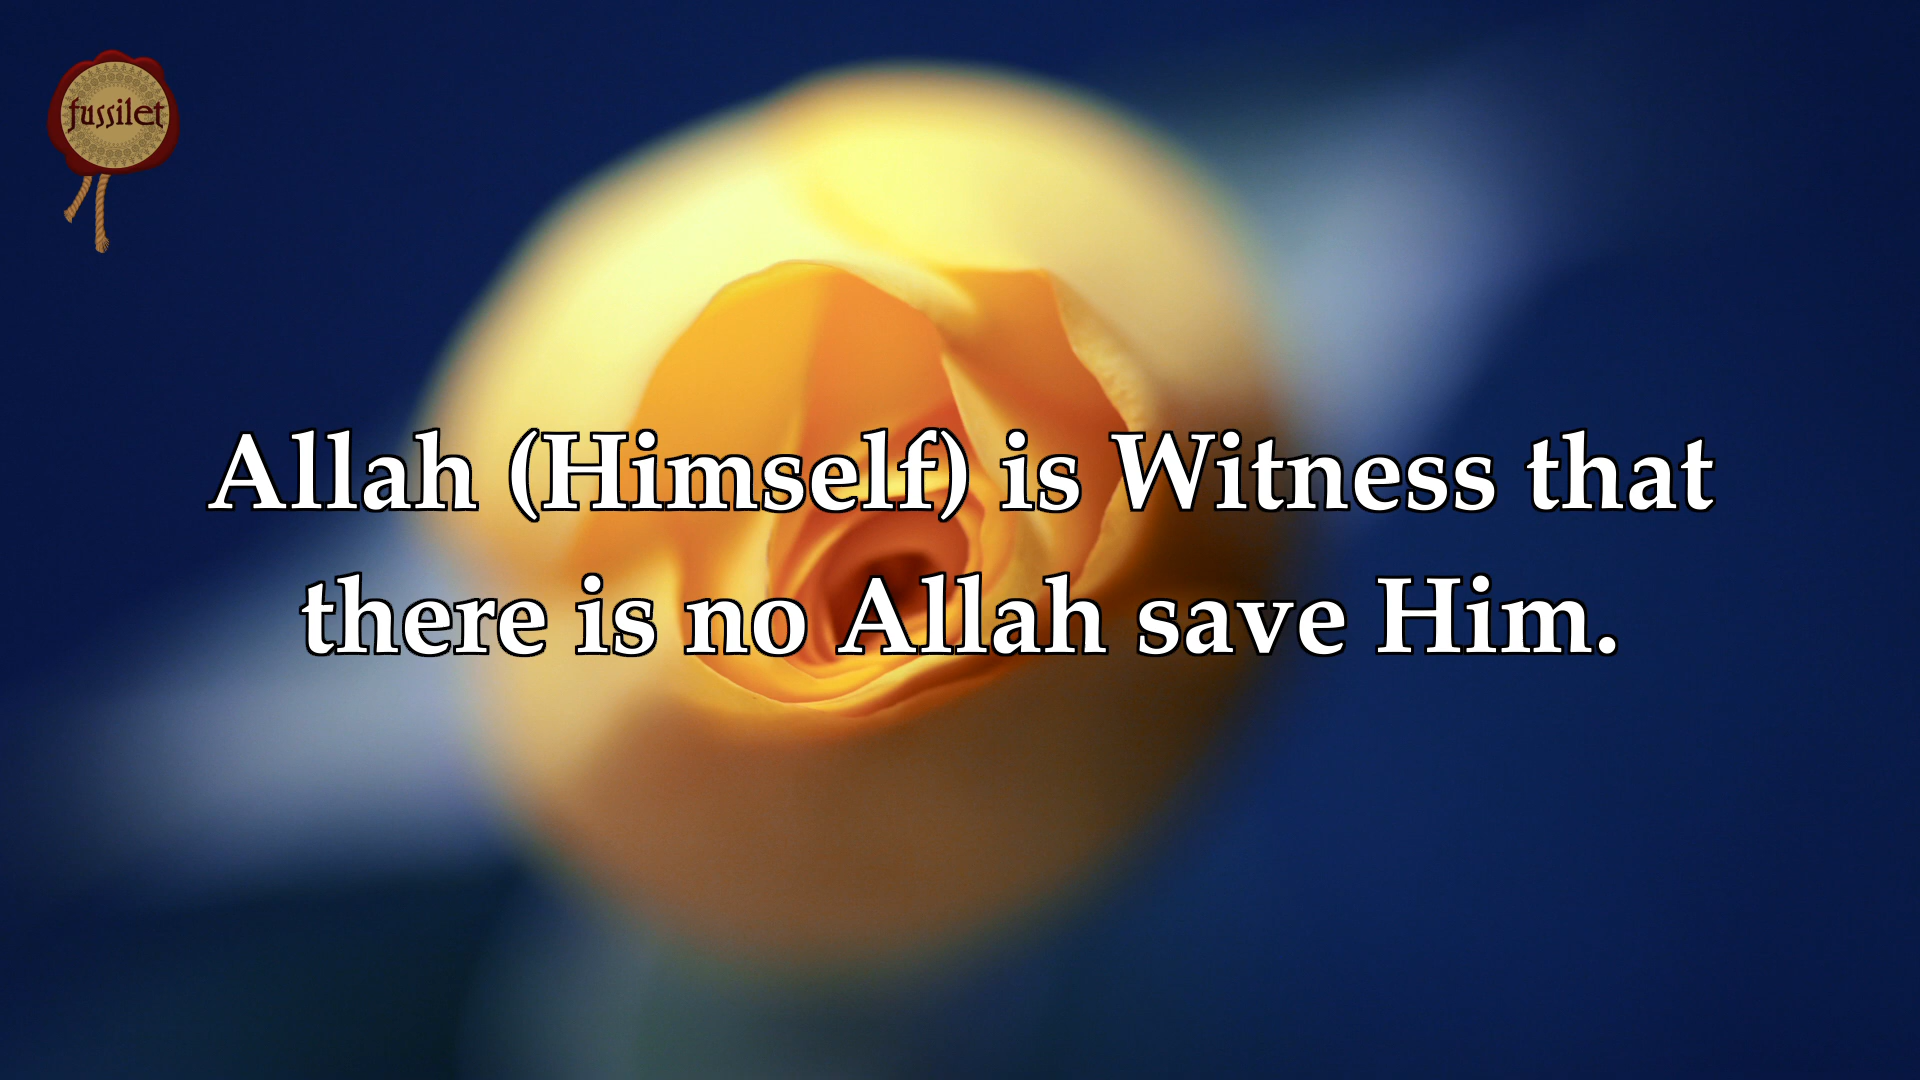 fussilet
Allah (Himself) is Witness that
there is no Allah save Him.